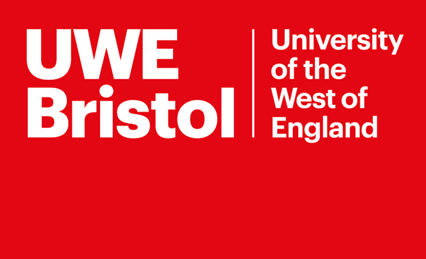 UWE
Bristol
University
of the
West of
England